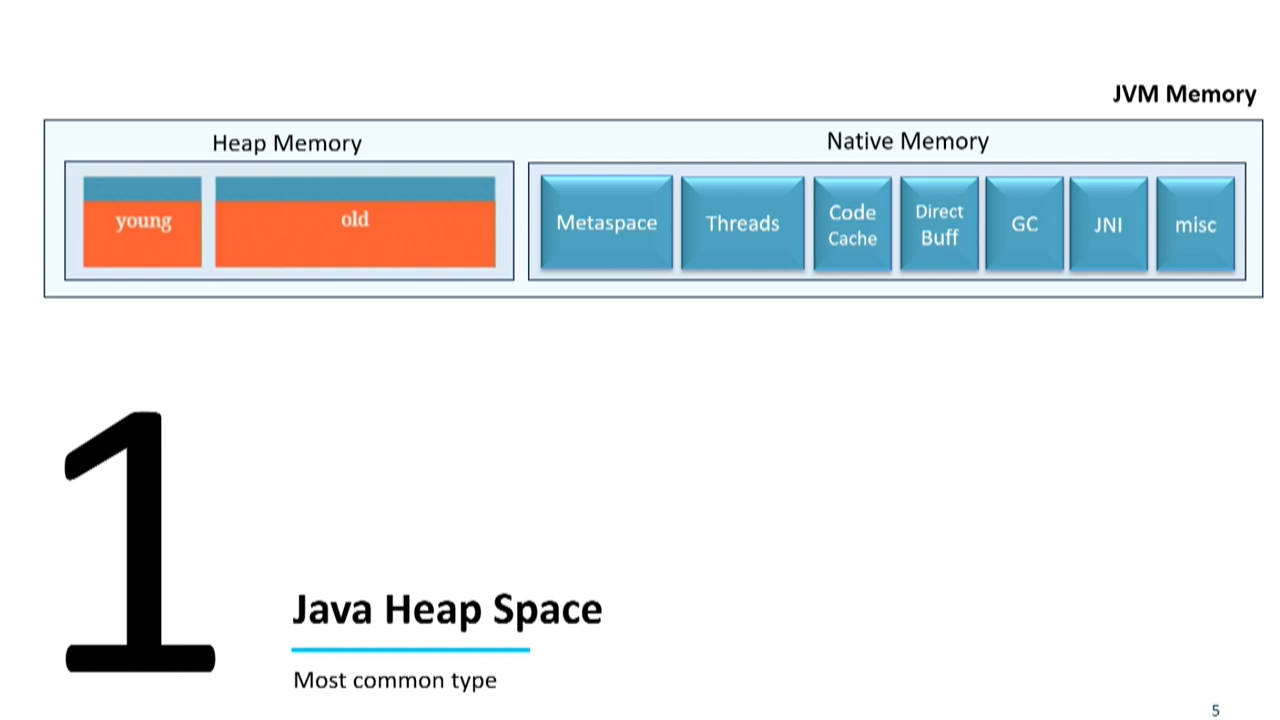 JVM Memory
Heap Memory
Native Memory
young
old
Metaspace
Threads
Code
Cache
Direct
Buff
GC
JNI
misc
1
Java Heap Space
Most common type
5